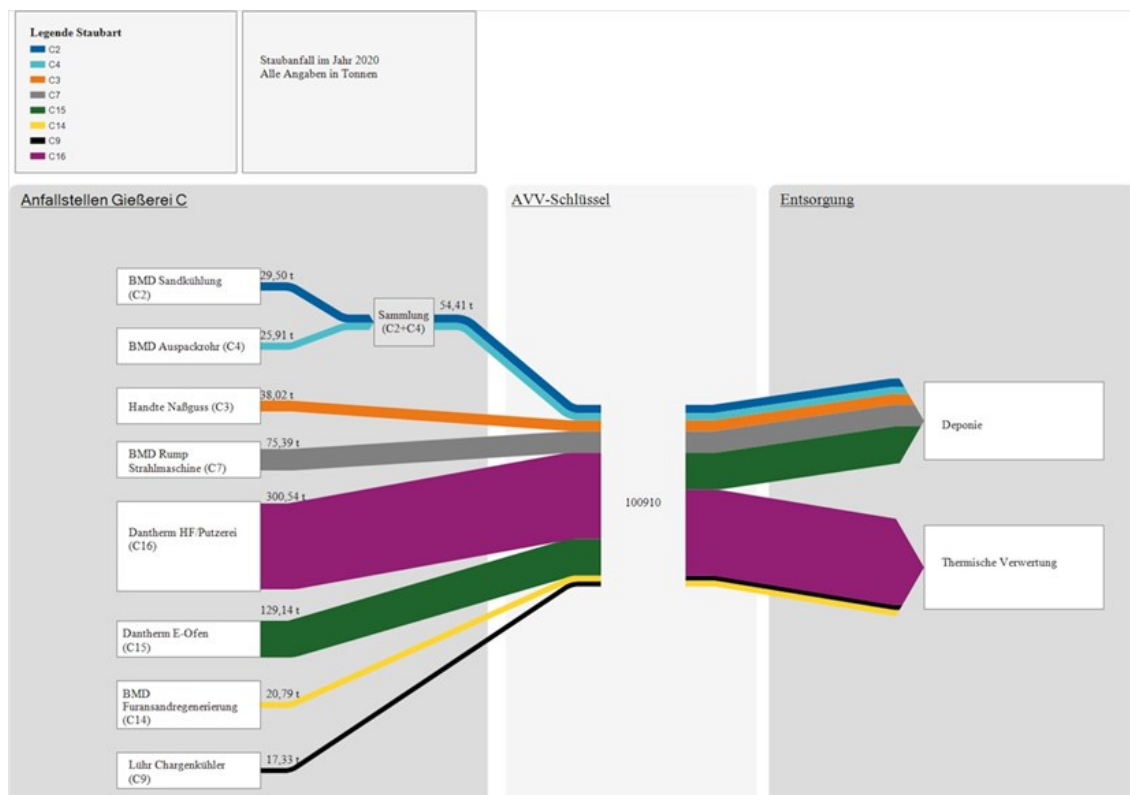 Legende Staubart
C2
C4
C3
C7
C15
C14
C9
C16
Staubanfall im Jahr 2020
Alle Angaben in Tonnen
Anfallstellen Gießerei C
AVV-Schlüssel
Entsorgung
BMD Sandkühlung
(C2)
29,50 t
BMD Auspackrohr (C4)
25,91 t
Sammlung
(C2+C4)
54,41 t
Handte Naßguss (C3)
38,02 t
BMD Rump
Strahlmaschine (C7)
75,39 t
Dantherm HF/Putzerei
(C16)
300,54 t
Dantherm E-Ofen
(C15)
129,14 t
BMD
Furansandregenerierung
(C14)
20,79 t
Lühr Chargenkühler
(C9)
17,33 t
100910
Deponie
Thermische Verwertung